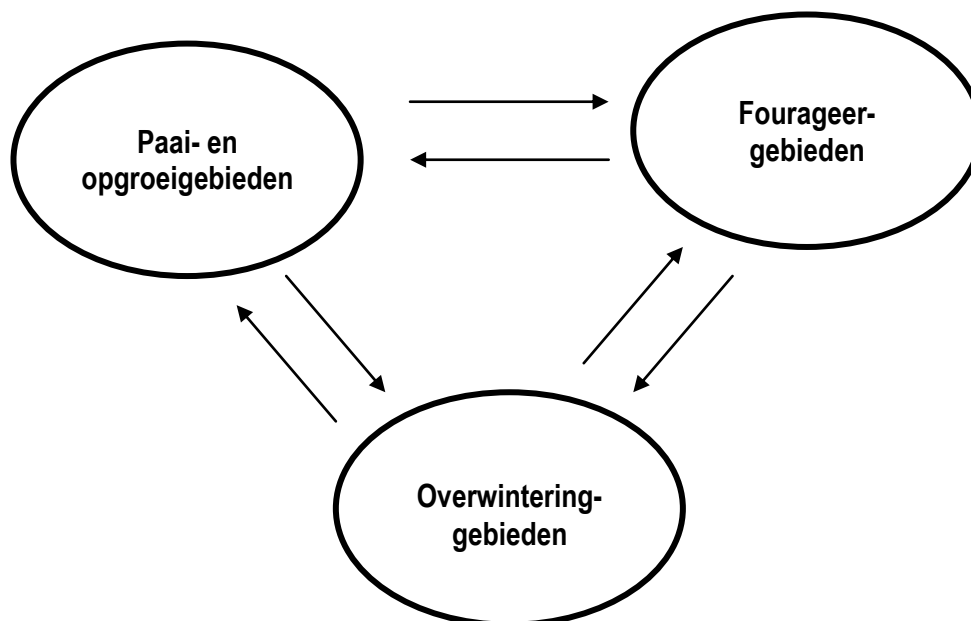 Paai- en
opgroeigebieden
Fourageer-
gebieden
Overwintering-
gebieden